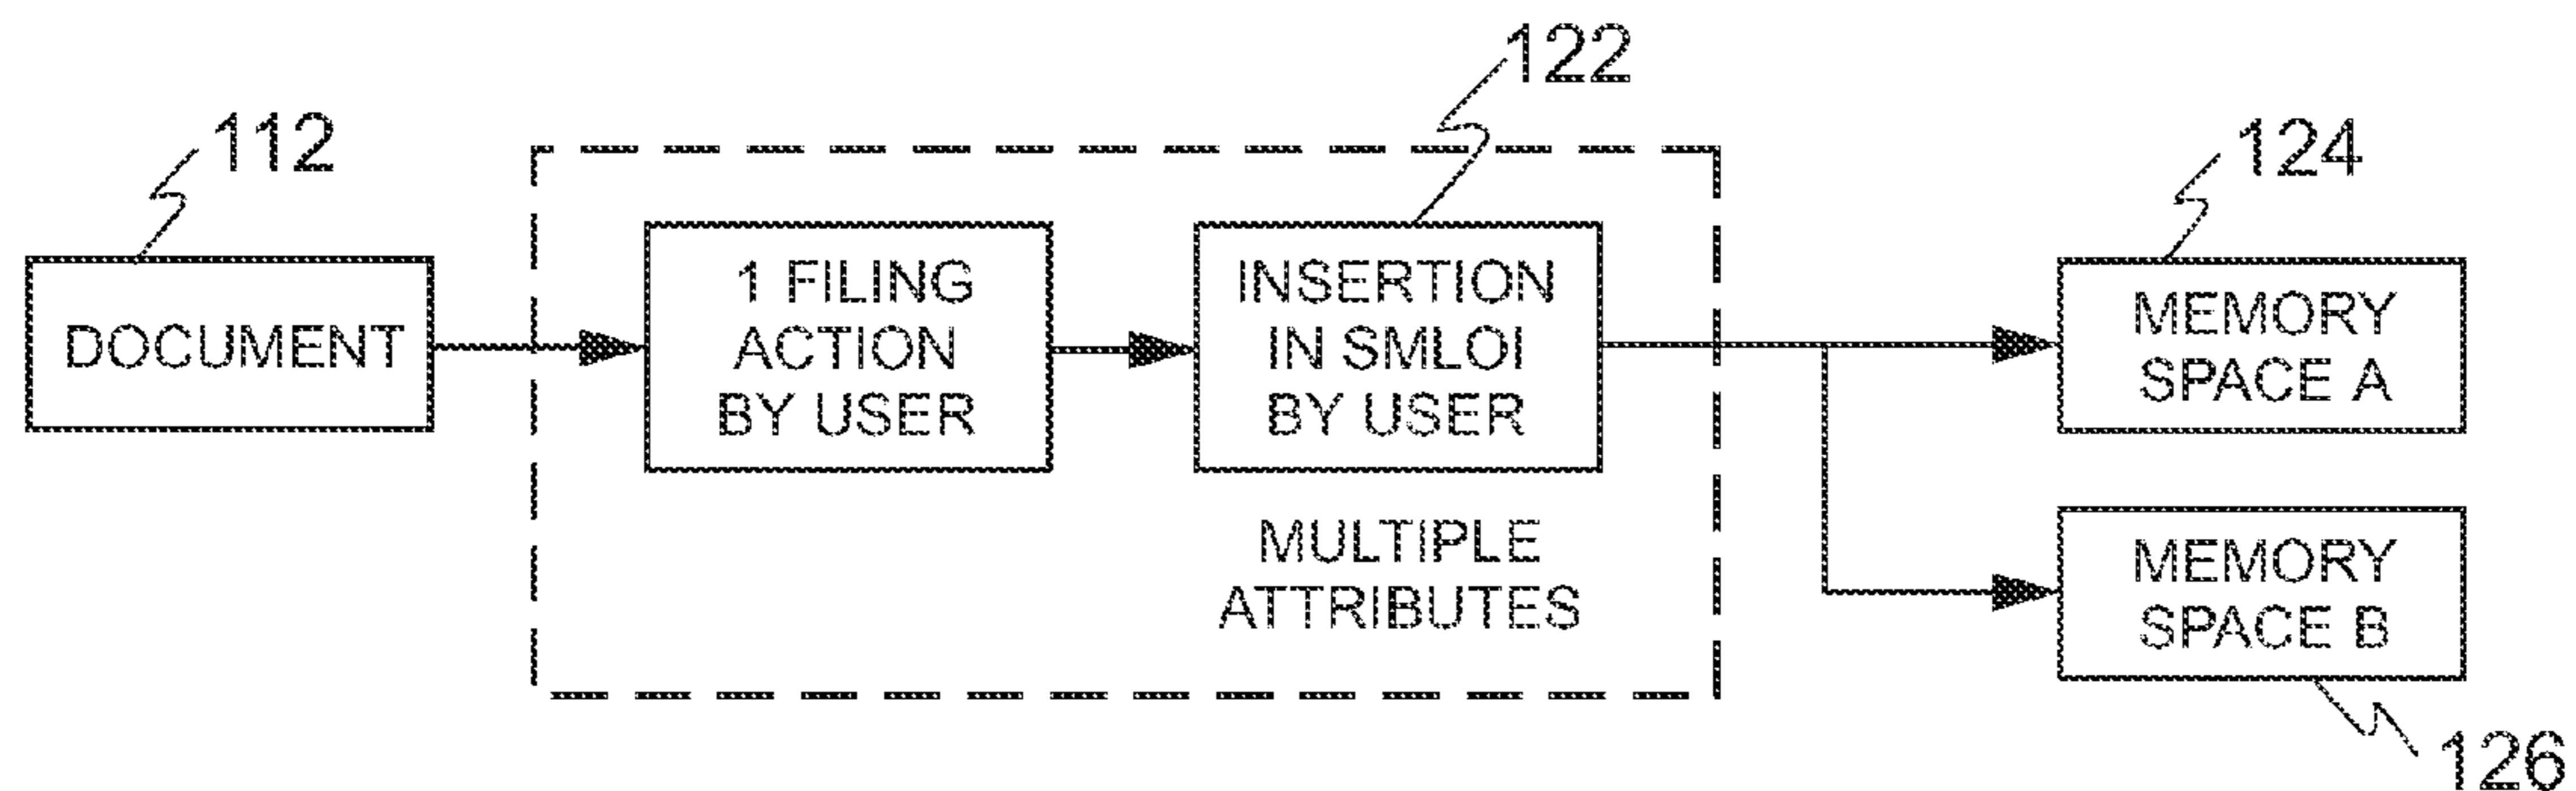 122
112
124
DOCUMENT
1 FILING
ACTION
BY USER
INSERTION
IN SMLOI
BY USER
MEMORY
SPACE A
MULTIPLE
ATTRIBUTES
MEMORY
SPACE B
126